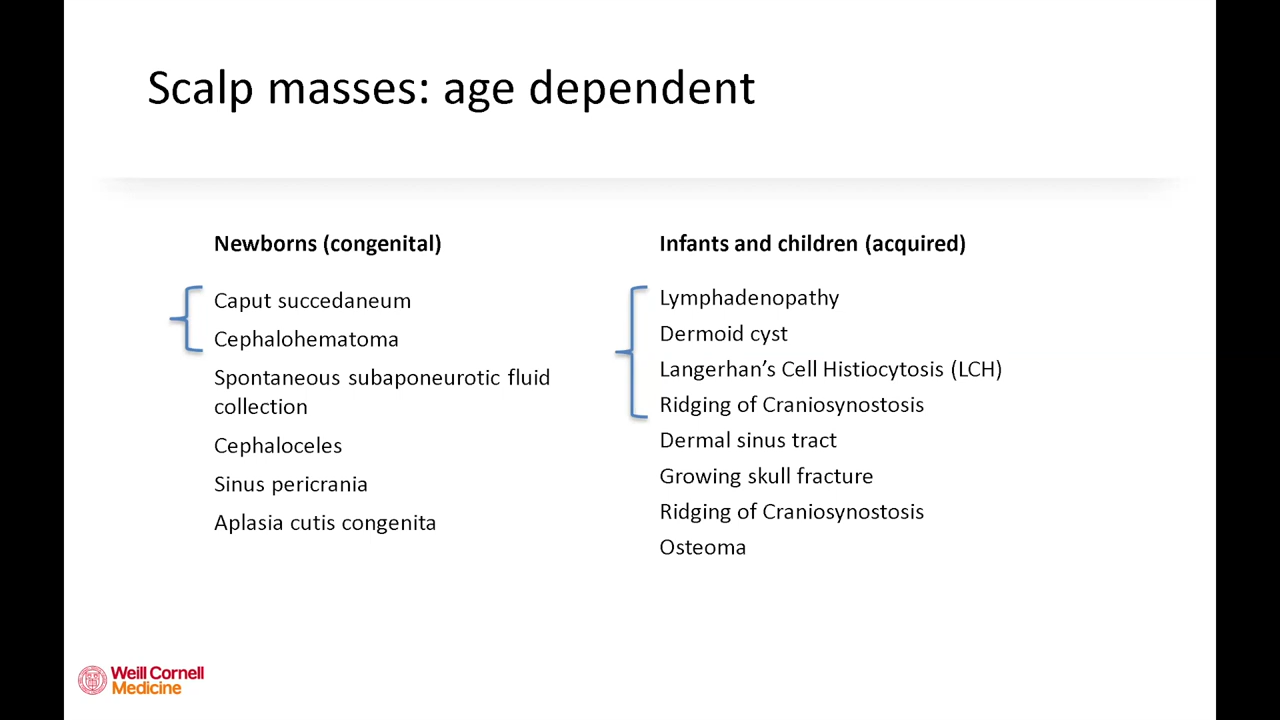 Scalp masses: age dependent
Newborns (congenital)
Caput succedaneum
Cephalohematoma
Spontaneous subaponeurotic fluid
collection
Cephaloceles
Sinus pericrania
Aplasia cutis congenita
Infants and children (acquired)
Lymphadenopathy
Dermoid cyst
Langerhan’s Cell Histiocytosis (LCH)
Ridging of Craniosynostosis
Dermal sinus tract
Growing skull fracture
Ridging of Craniosynostosis
Osteoma
Weill Cornell
Medicine